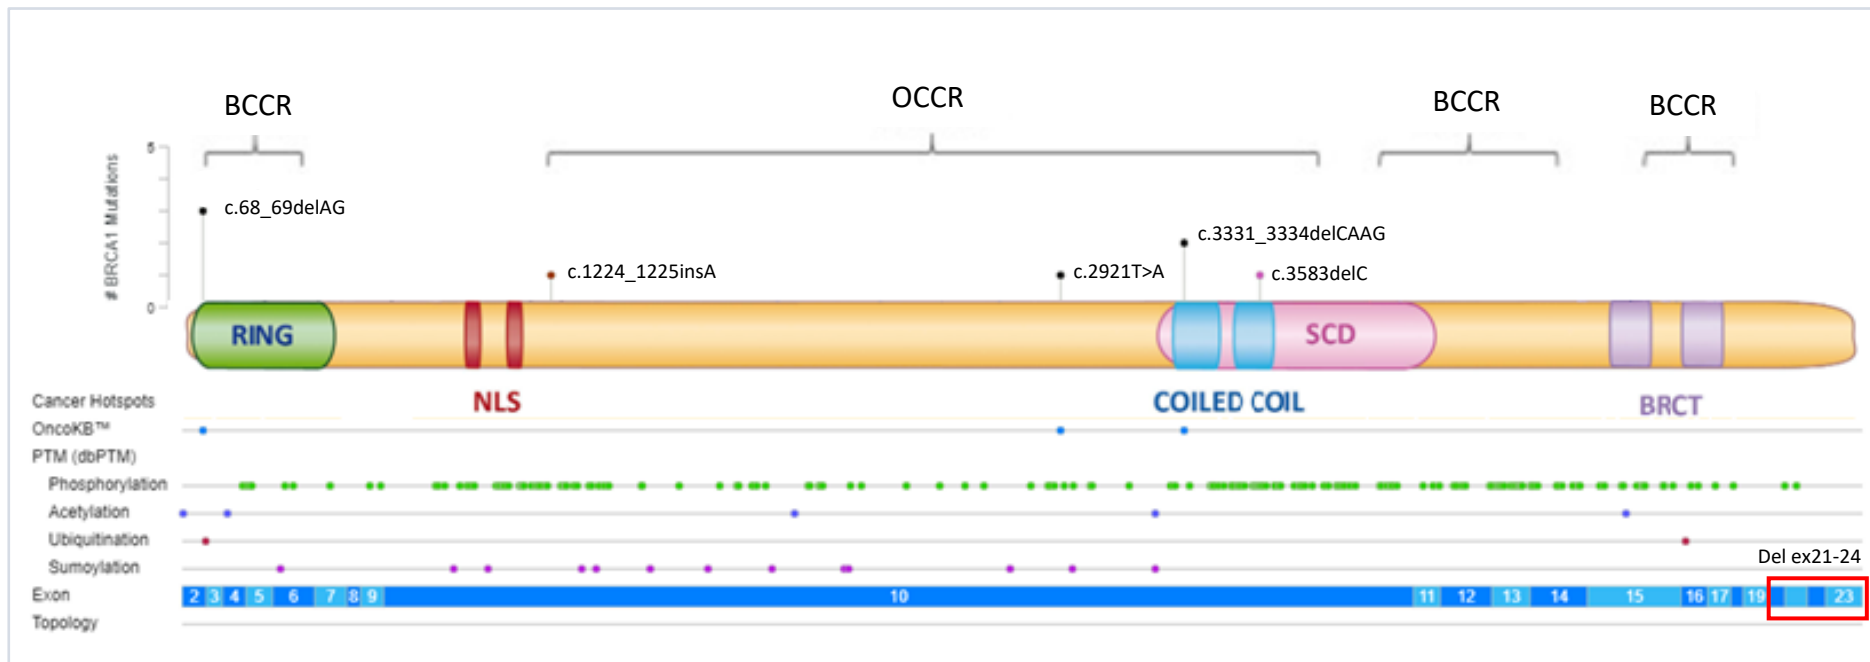 BCCR
OCCR
BCCR
BCCR
# BRCA1 Mutations
5
0
c.68_69delAG
c.1224_1225insA
c.2921T>A
c.3331_3334delCAAG
c.3583delC
RING
SCD
NLS
COILED COIL
BRCT
Cancer Hotspots
OncoKB™
PTM (dbPTM)
Phosphorylation
Acetylation
Ubiquitination
Sumoylation
Del ex21-24
Exon
2 3 4 5 6 7 8 9 10 11 12 13 14 15 16 17 19 23
Topology